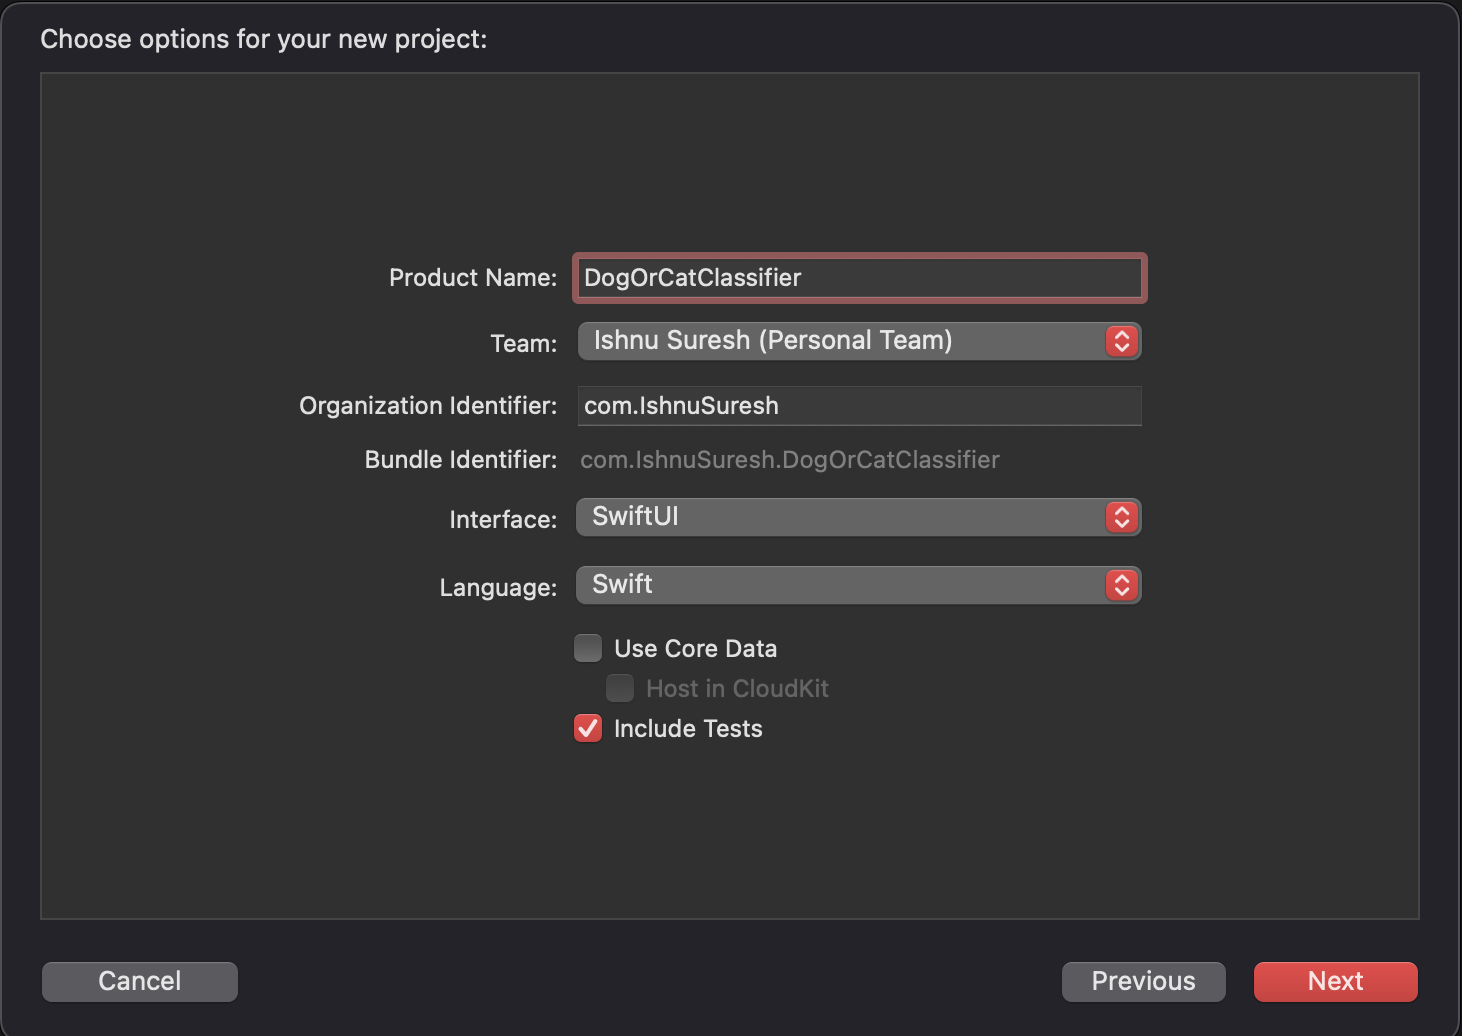 Choose options for your new project:
Product Name: DogOrCatClassifier
Team: Ishnu Suresh (Personal Team)
Organization Identifier: com.IshnuSuresh
Bundle Identifier: com.IshnuSuresh.DogOrCatClassifier
Interface: SwiftUI
Language: Swift
Use Core Data
Host in CloudKit
Include Tests
Cancel Previous Next